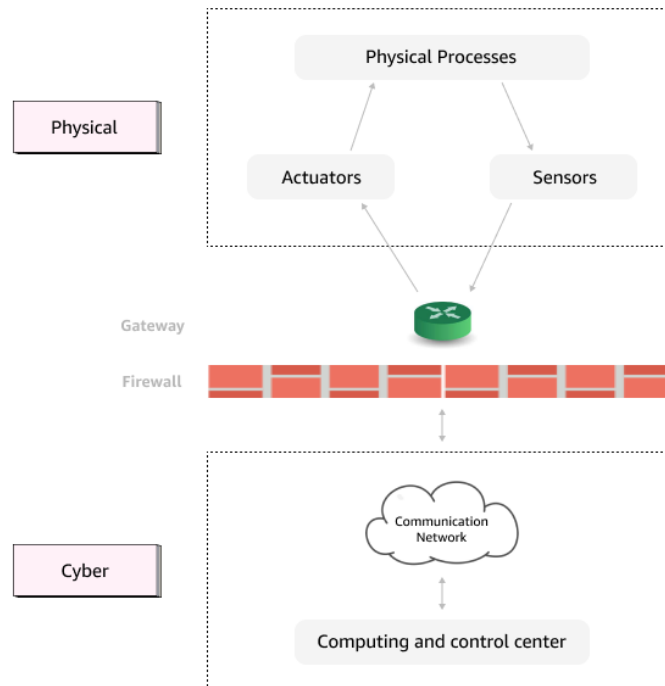 Physical Processes
Physical
Actuators
Sensors
Gateway
Firewall
Communication
Network
Cyber
Computing and control center